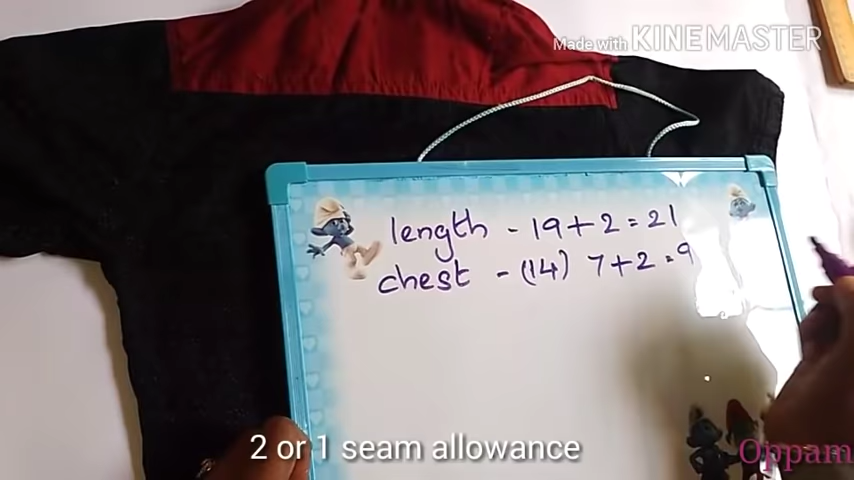 Made with KINEMASTER
length - 19+2=21
chest - (14) 7+2=9
2 or 1 seam allowance
Oppam